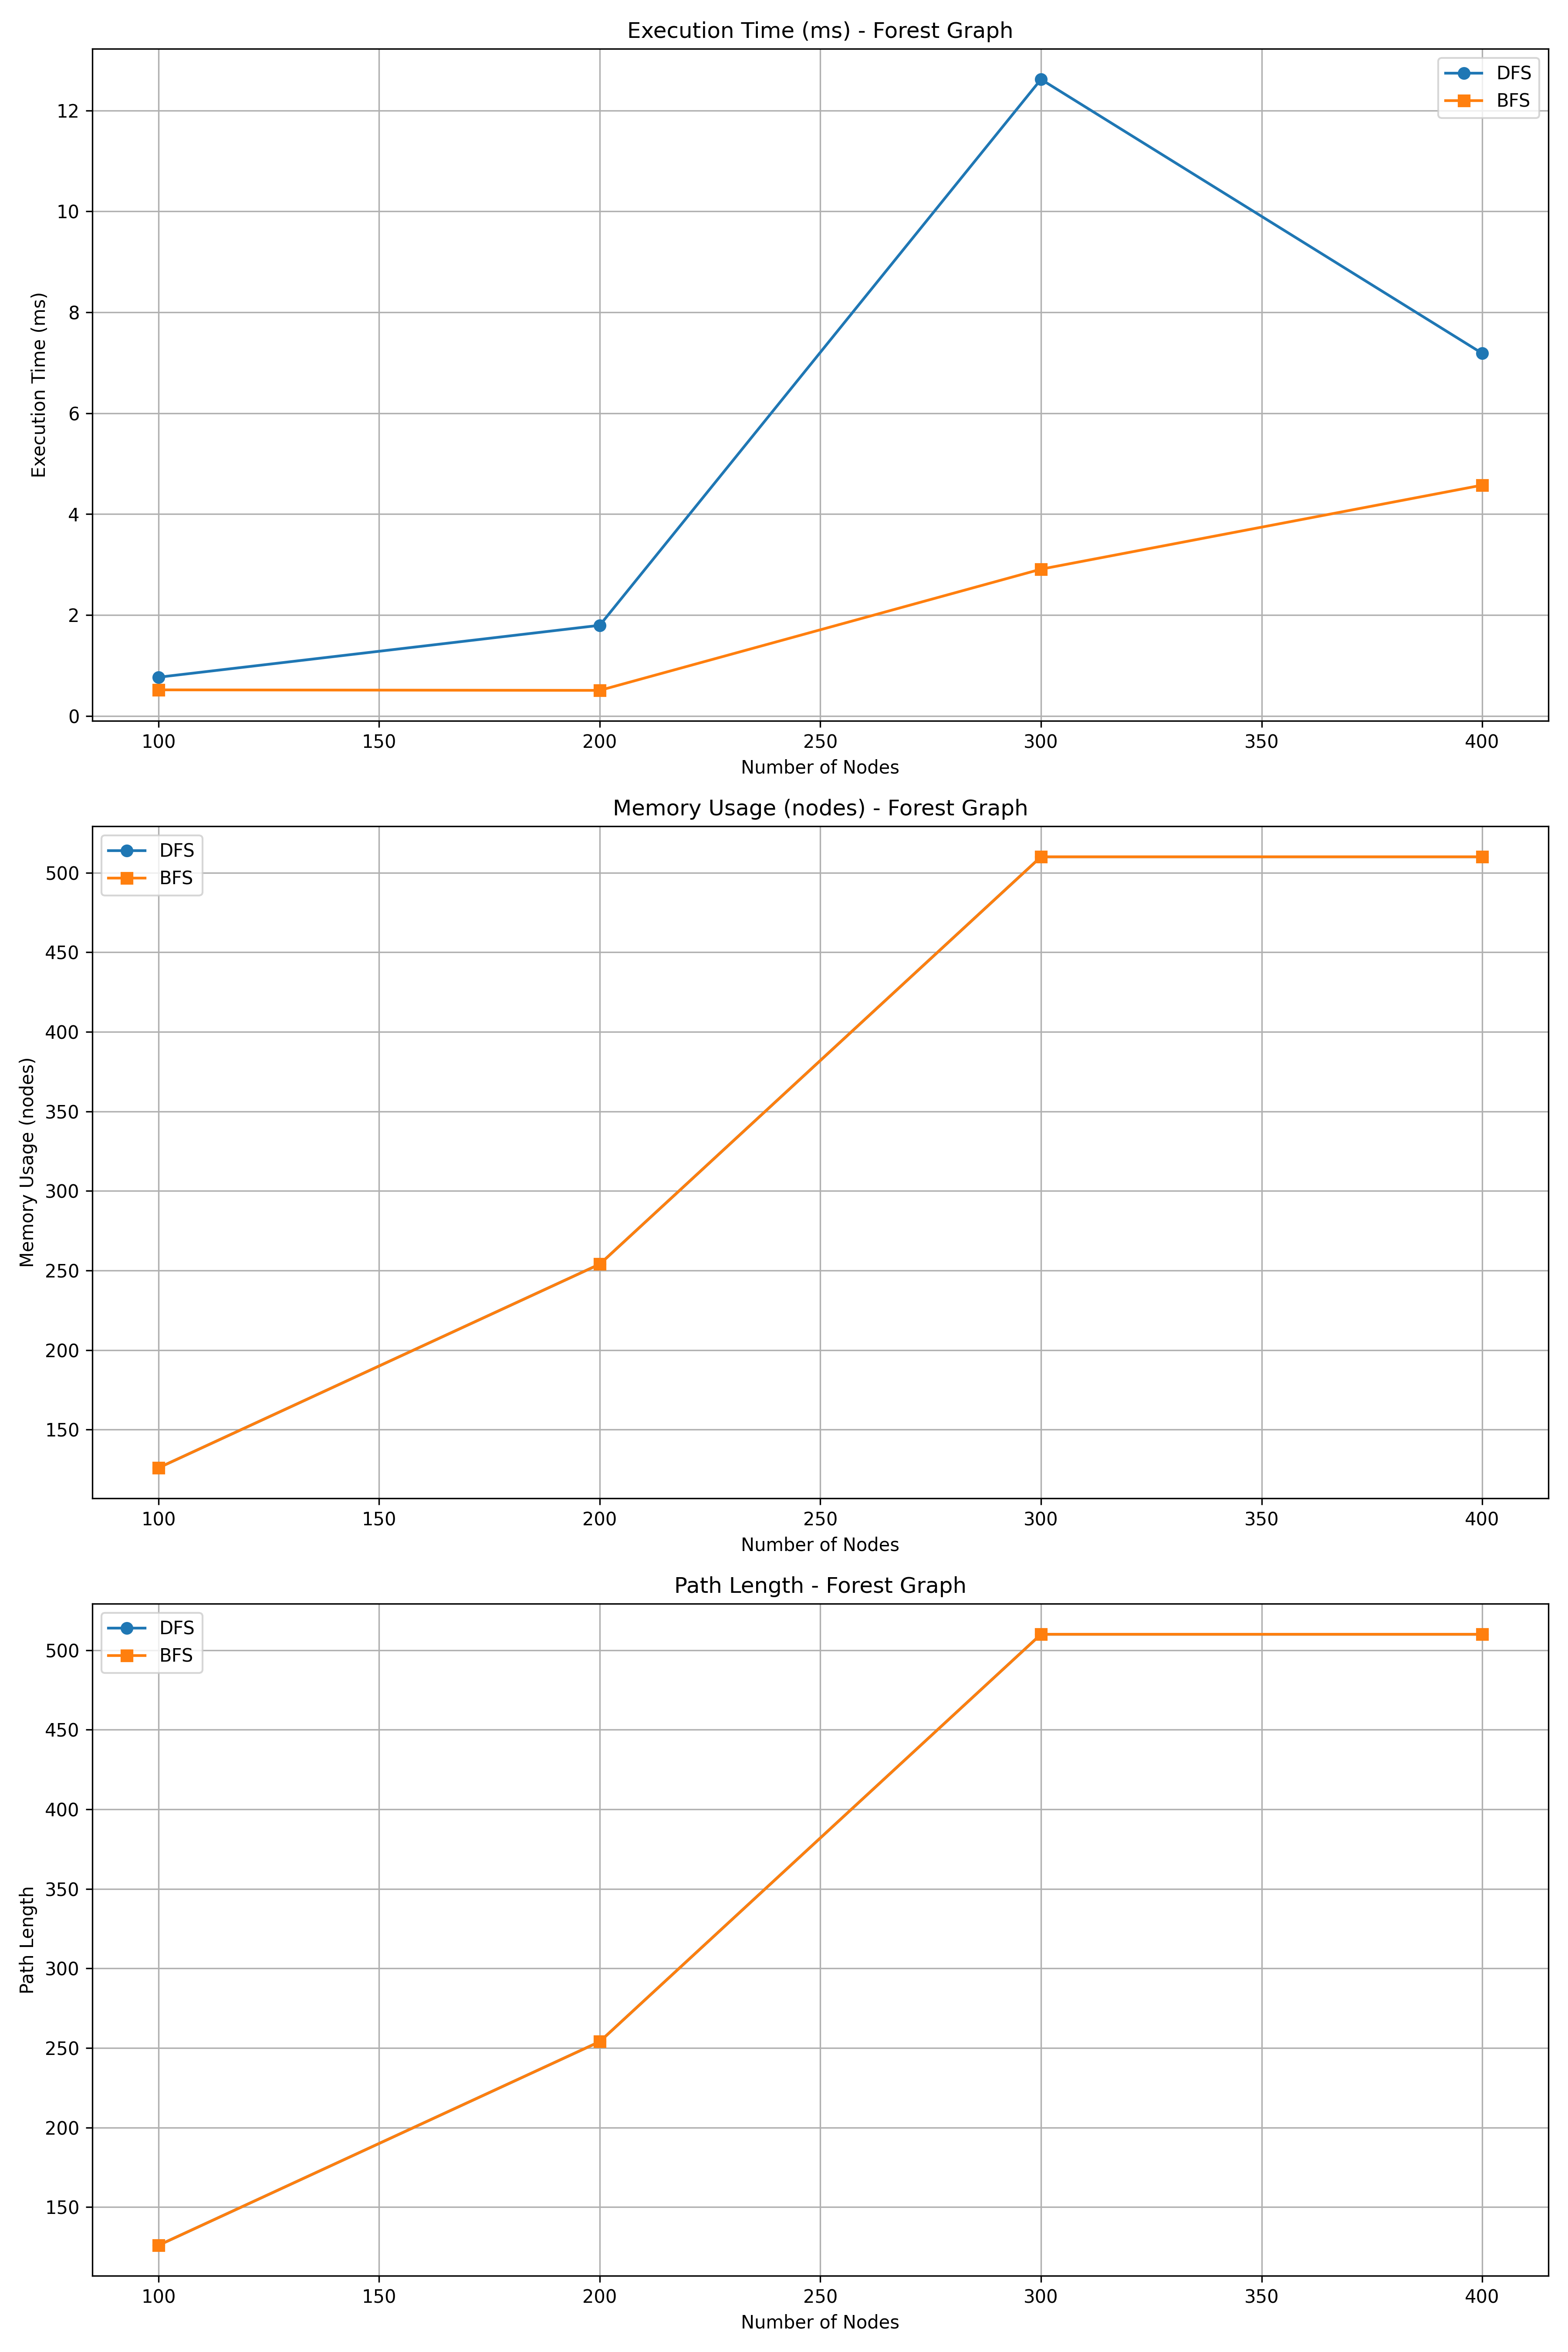 Execution Time (ms) - Forest Graph
DFS
BFS
12
10
8
6
4
2
0
Execution Time (ms)
100 150 200 250 300 350 400
Number of Nodes
Memory Usage (nodes) - Forest Graph
DFS
BFS
500
450
400
350
300
250
200
150
Memory Usage (nodes)
100 150 200 250 300 350 400
Number of Nodes
Path Length - Forest Graph
DFS
BFS
500
450
400
350
300
250
200
150
Path Length
100 150 200 250 300 350 400
Number of Nodes